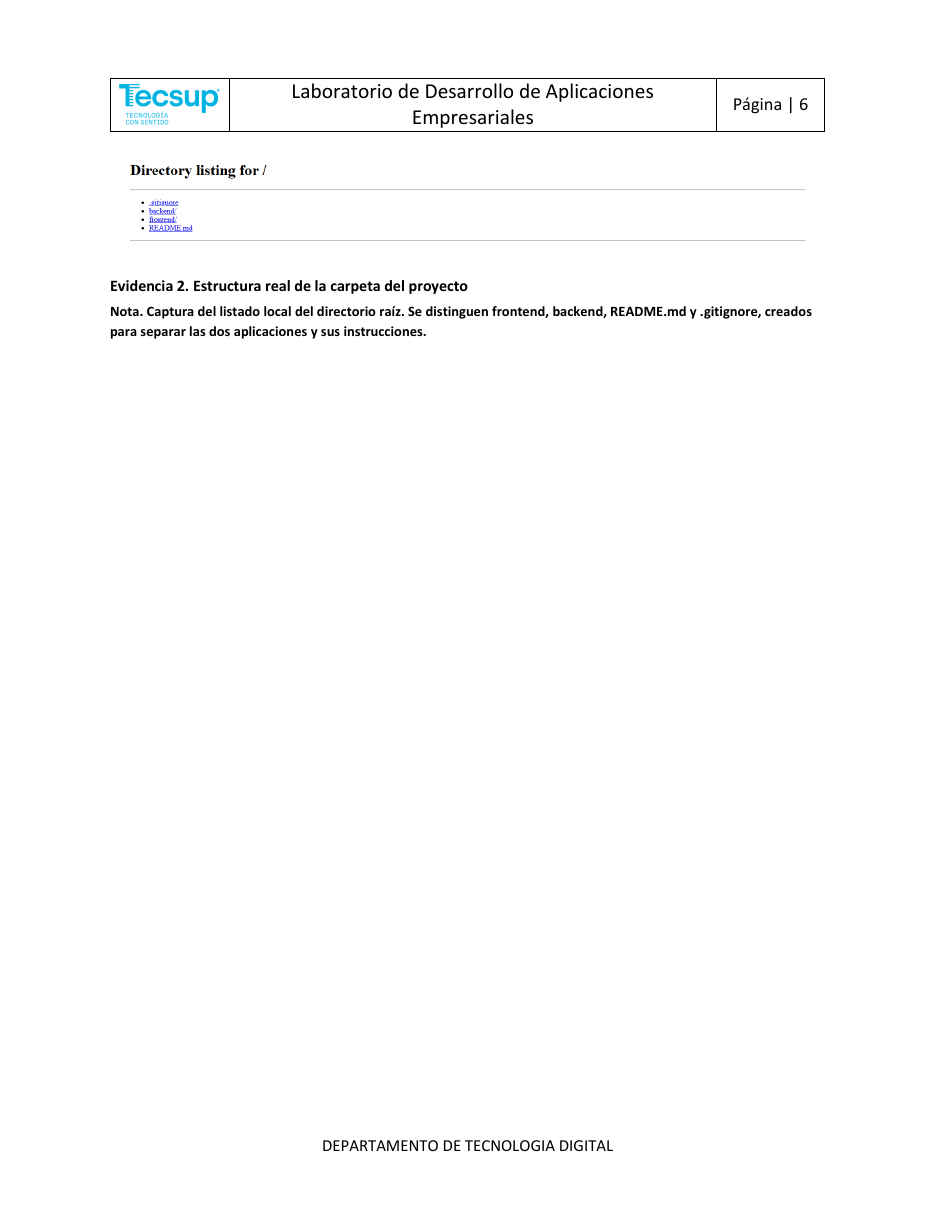 Tecsup
TECNOLOGÍA
CON SENTIDO
Laboratorio de Desarrollo de Aplicaciones
Empresariales
Página | 6
Directory listing for /
.gitignore
backend/
frontend/
README.md
Evidencia 2. Estructura real de la carpeta del proyecto
Nota. Captura del listado local del directorio raíz. Se distinguen frontend, backend, README.md y .gitignore, creados
para separar las dos aplicaciones y sus instrucciones.
DEPARTAMENTO DE TECNOLOGIA DIGITAL